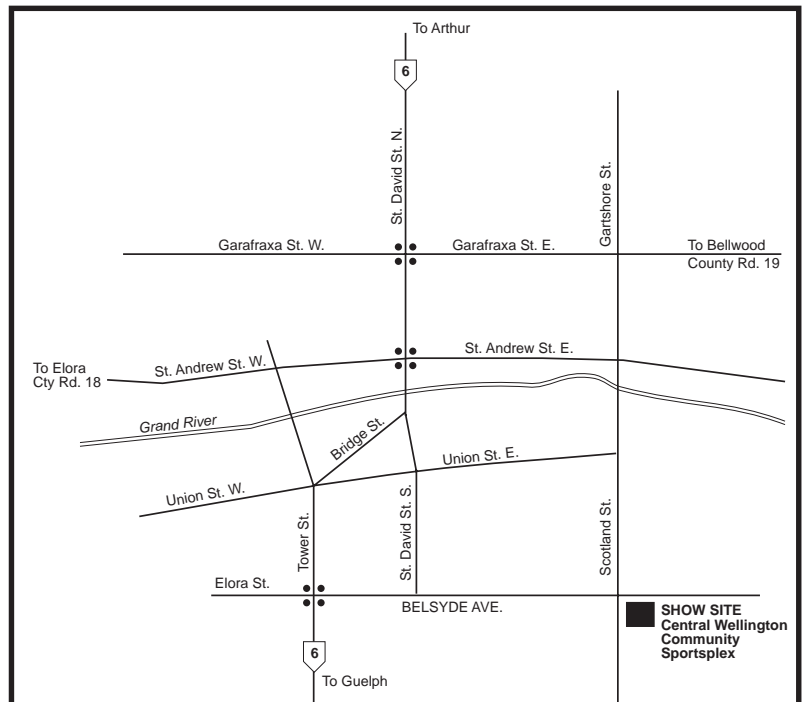 To Arthur
6
St. David St. N.
Gartshore St.
Garafraxa St. W.
Garafraxa St. E.
To Bellwood
County Rd. 19
To Elora
Cty Rd. 18
St. Andrew St. W.
St. Andrew St. E.
Grand River
Bridge St.
Union St. W.
Union St. E.
Tower St.
St. David St. S.
Scotland St.
Elora St.
BELSYDE AVE.
SHOW SITE
Central Wellington
Community
Sportsplex
6
To Guelph